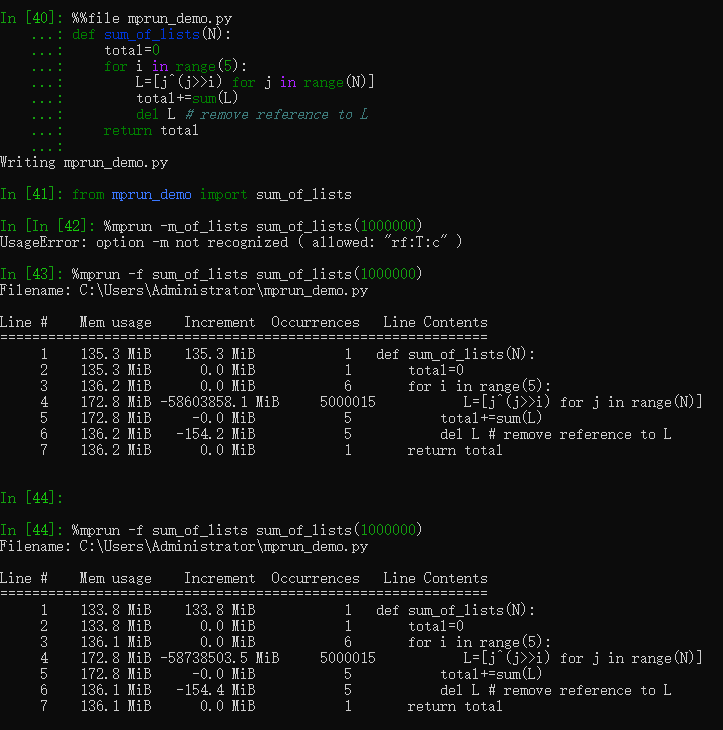 In [40]: %%file mprun_demo.py
    ...: def sum_of_lists(N):
    ...:     total=0
    ...:     for i in range(5):
    ...:         L=[j^(j>>i) for j in range(N)]
    ...:         total+=sum(L)
    ...:         del L # remove reference to L
    ...:     return total
    ...:
Writing mprun_demo.py
In [41]: from mprun_demo import sum_of_lists
In [In [42]: %mprun -m_of_lists sum_of_lists(1000000)
UsageError: option -m not recognized ( allowed: "rf:T:c" )
In [43]: %mprun -f sum_of_lists sum_of_lists(1000000)
Filename: C:\Users\Administrator\mprun_demo.py
Line #    Mem usage    Increment  Occurrences   Line Contents
=============================================================
     1    135.3 MiB    135.3 MiB           1   def sum_of_lists(N):
     2    135.3 MiB      0.0 MiB           1       total=0
     3    136.2 MiB      0.0 MiB           6       for i in range(5):
     4    172.8 MiB -58603858.1 MiB     5000015           L=[j^(j>>i) for j in range(N)]
     5    172.8 MiB     -0.0 MiB           5           total+=sum(L)
     6    136.2 MiB   -154.2 MiB           5           del L # remove reference to L
     7    136.2 MiB      0.0 MiB           1       return total
In [44]:
In [44]: %mprun -f sum_of_lists sum_of_lists(1000000)
Filename: C:\Users\Administrator\mprun_demo.py
Line #    Mem usage    Increment  Occurrences   Line Contents
=============================================================
     1    133.8 MiB    133.8 MiB           1   def sum_of_lists(N):
     2    133.8 MiB      0.0 MiB           1       total=0
     3    136.1 MiB      0.0 MiB           6       for i in range(5):
     4    172.8 MiB -58738503.5 MiB     5000015           L=[j^(j>>i) for j in range(N)]
     5    172.8 MiB     -0.0 MiB           5           total+=sum(L)
     6    136.1 MiB   -154.4 MiB           5           del L # remove reference to L
     7    136.1 MiB      0.0 MiB           1       return total